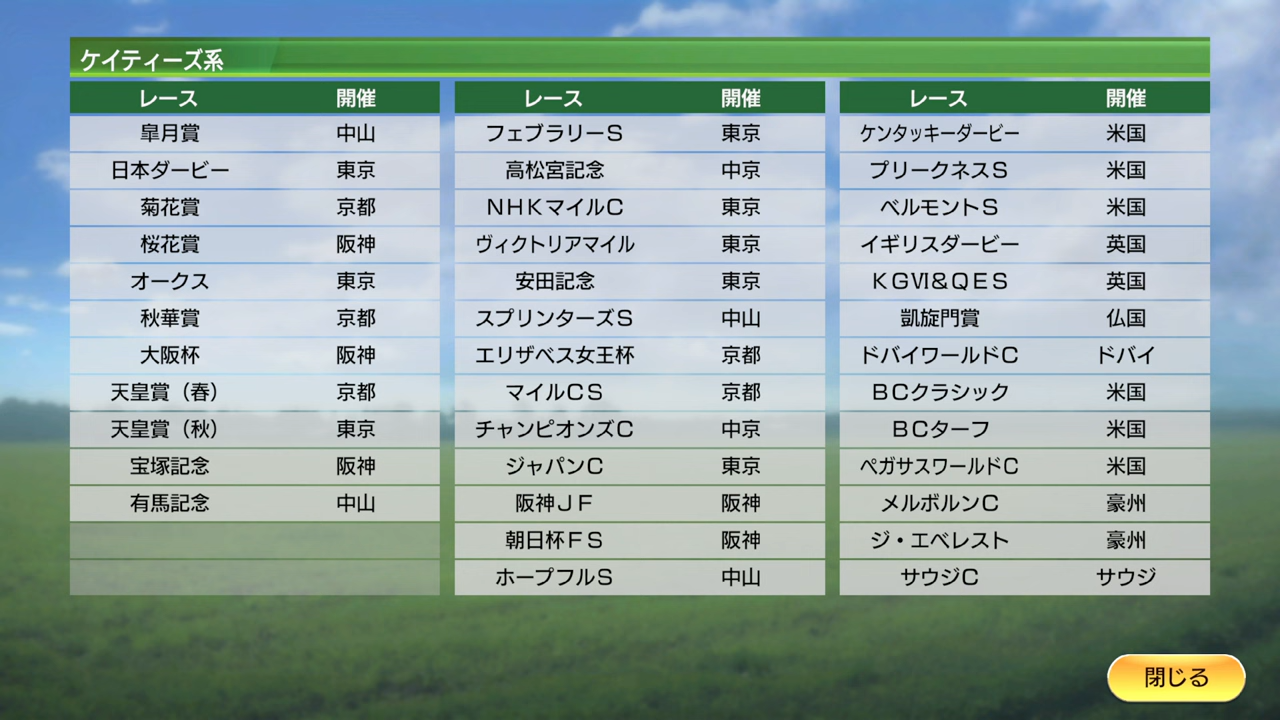 ケイティーズ系
レース 開催
皐月賞 中山
日本ダービー 東京
菊花賞 京都
桜花賞 阪神
オークス 東京
秋華賞 京都
大阪杯 阪神
天皇賞（春） 京都
天皇賞（秋） 東京
宝塚記念 阪神
有馬記念 中山
レース 開催
フェブラリーＳ 東京
高松宮記念 中京
ＮＨＫマイルＣ 東京
ヴィクトリアマイル 東京
安田記念 東京
スプリンターズＳ 中山
エリザベス女王杯 京都
マイルＣＳ 京都
チャンピオンズＣ 中京
ジャパンＣ 東京
阪神ＪＦ 阪神
朝日杯ＦＳ 阪神
ホープフルＳ 中山
レース 開催
ケンタッキーダービー 米国
プリークネスＳ 米国
ベルモントＳ 米国
イギリスダービー 英国
ＫＧⅥ＆ＱＥＳ 英国
凱旋門賞 仏国
ドバイワールドＣ ドバイ
ＢＣクラシック 米国
ＢＣターフ 米国
ペガサスワールドＣ 米国
メルボルンＣ 豪州
ジ・エベレスト 豪州
サウジＣ サウジ
閉じる